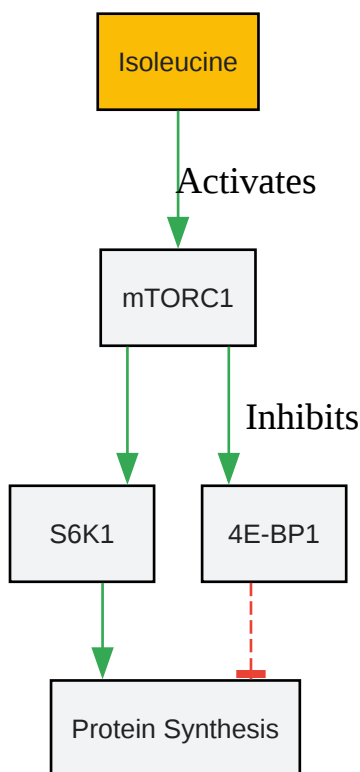 Isoleucine
Activates
mTORC1
Inhibits
S6K1
4E-BP1
Protein Synthesis